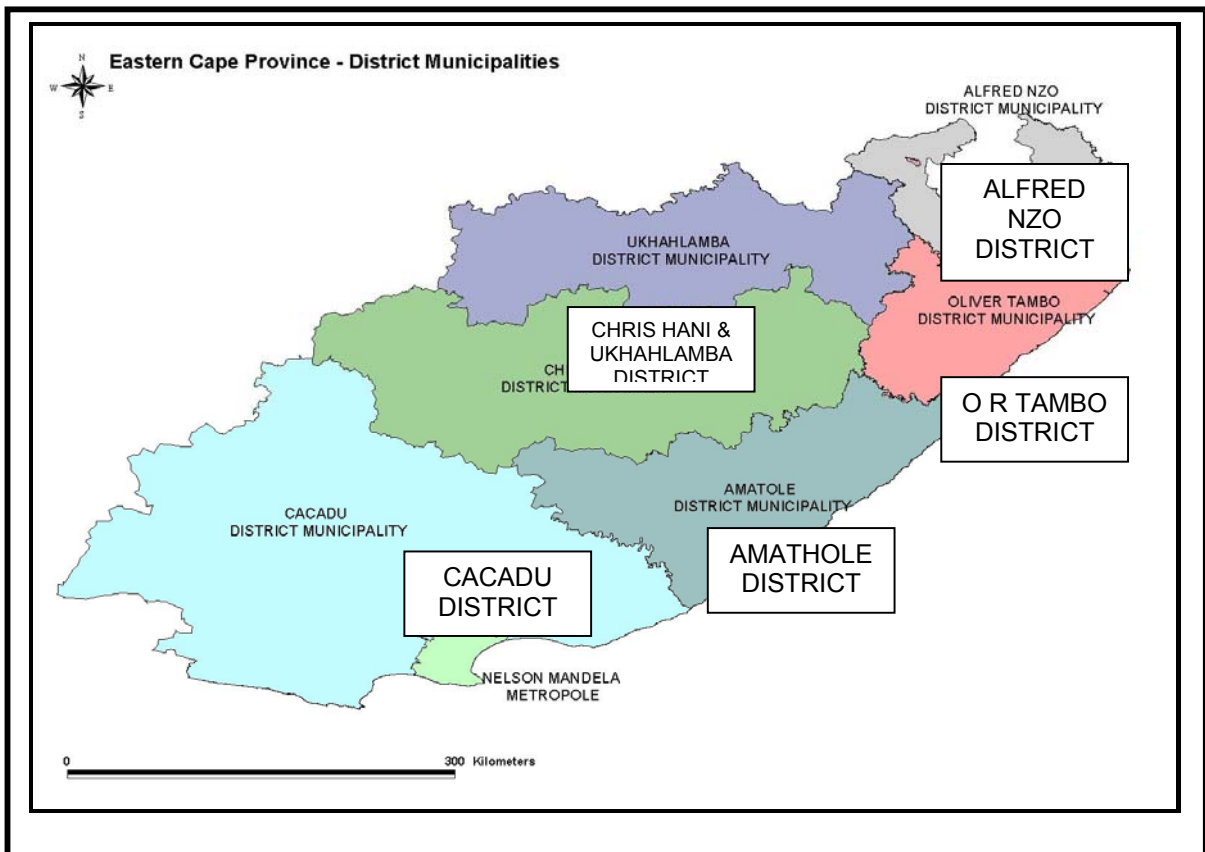 N
W E
S
Eastern Cape Province - District Municipalities
ALFRED NZO
DISTRICT MUNICIPALITY
ALFRED
NZO
DISTRICT
UKHAHLAMBA
DISTRICT MUNICIPALITY
OLIVER TAMBO
DISTRICT MUNICIPALITY
CHRIS HANI &
UKHAHLAMBA
DISTRICT
CH
DISTRICT
O R TAMBO
DISTRICT
AMATOLE
DISTRICT MUNICIPALITY
CACADU
DISTRICT MUNICIPALITY
AMATHOLE
DISTRICT
CACADU
DISTRICT
NELSON MANDELA
METROPOLE
0 300 Kilometers